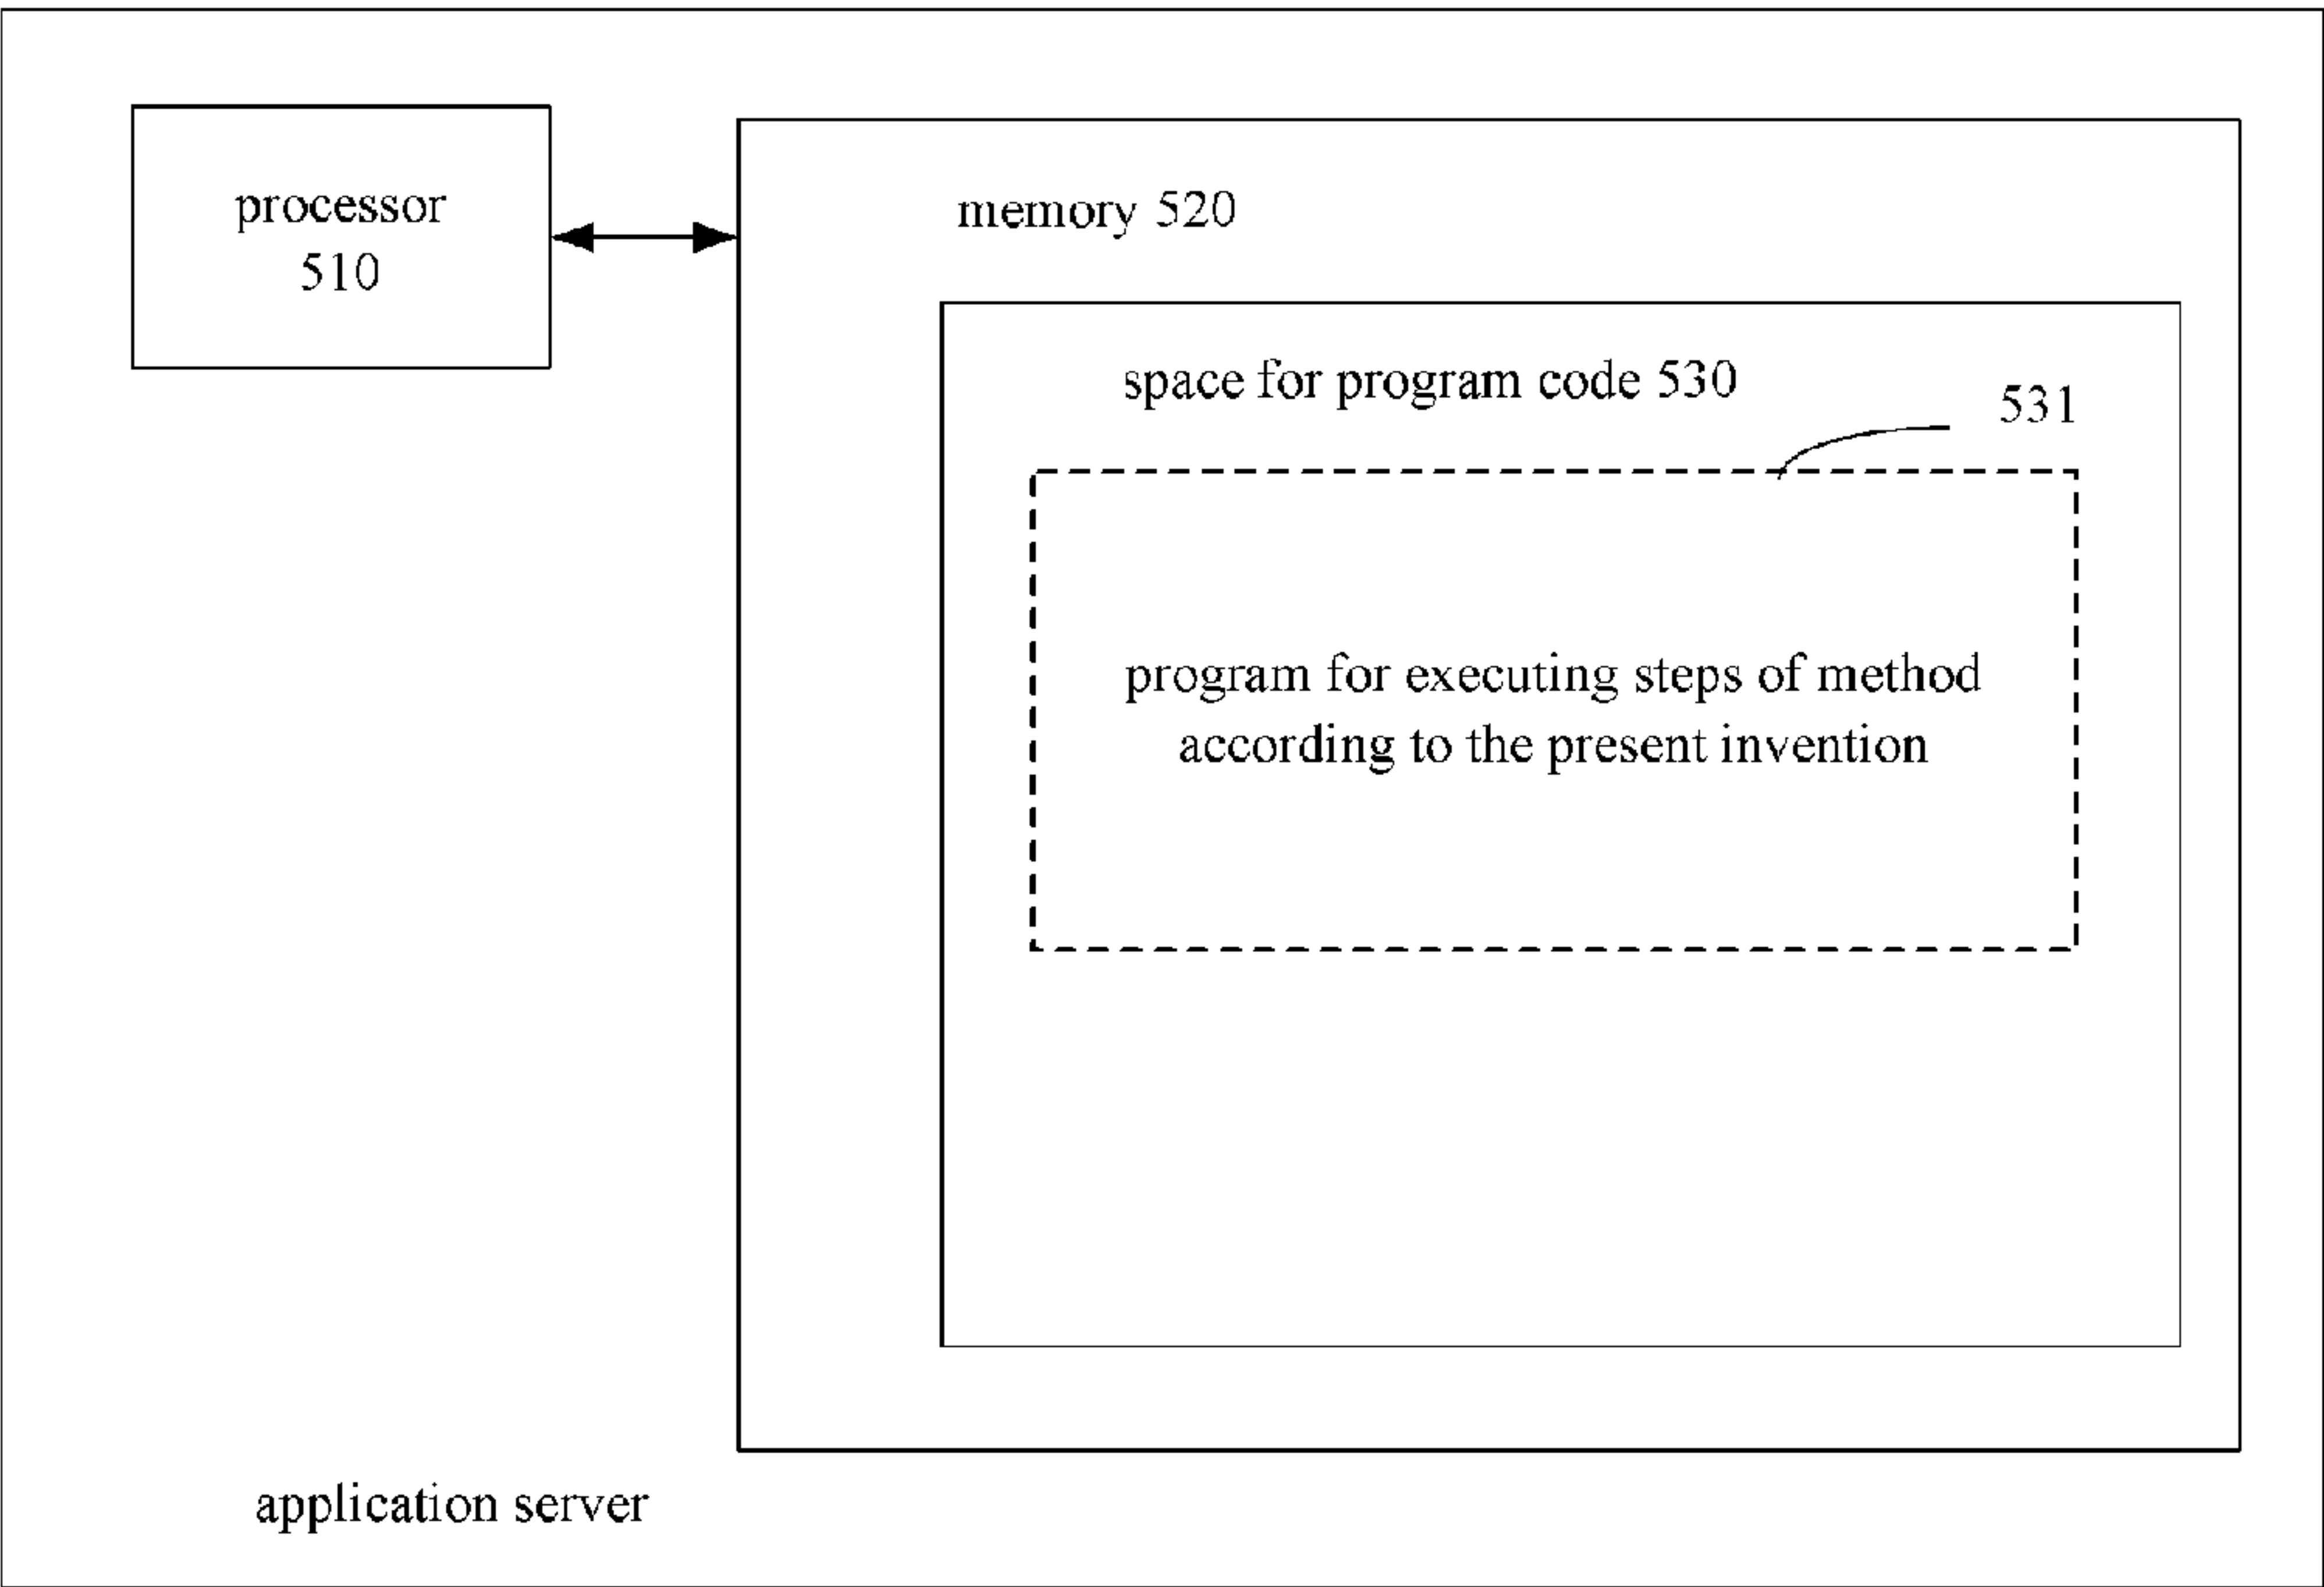 processor
510
memory 520
space for program code 530
531
program for executing steps of method
according to the present invention
application server